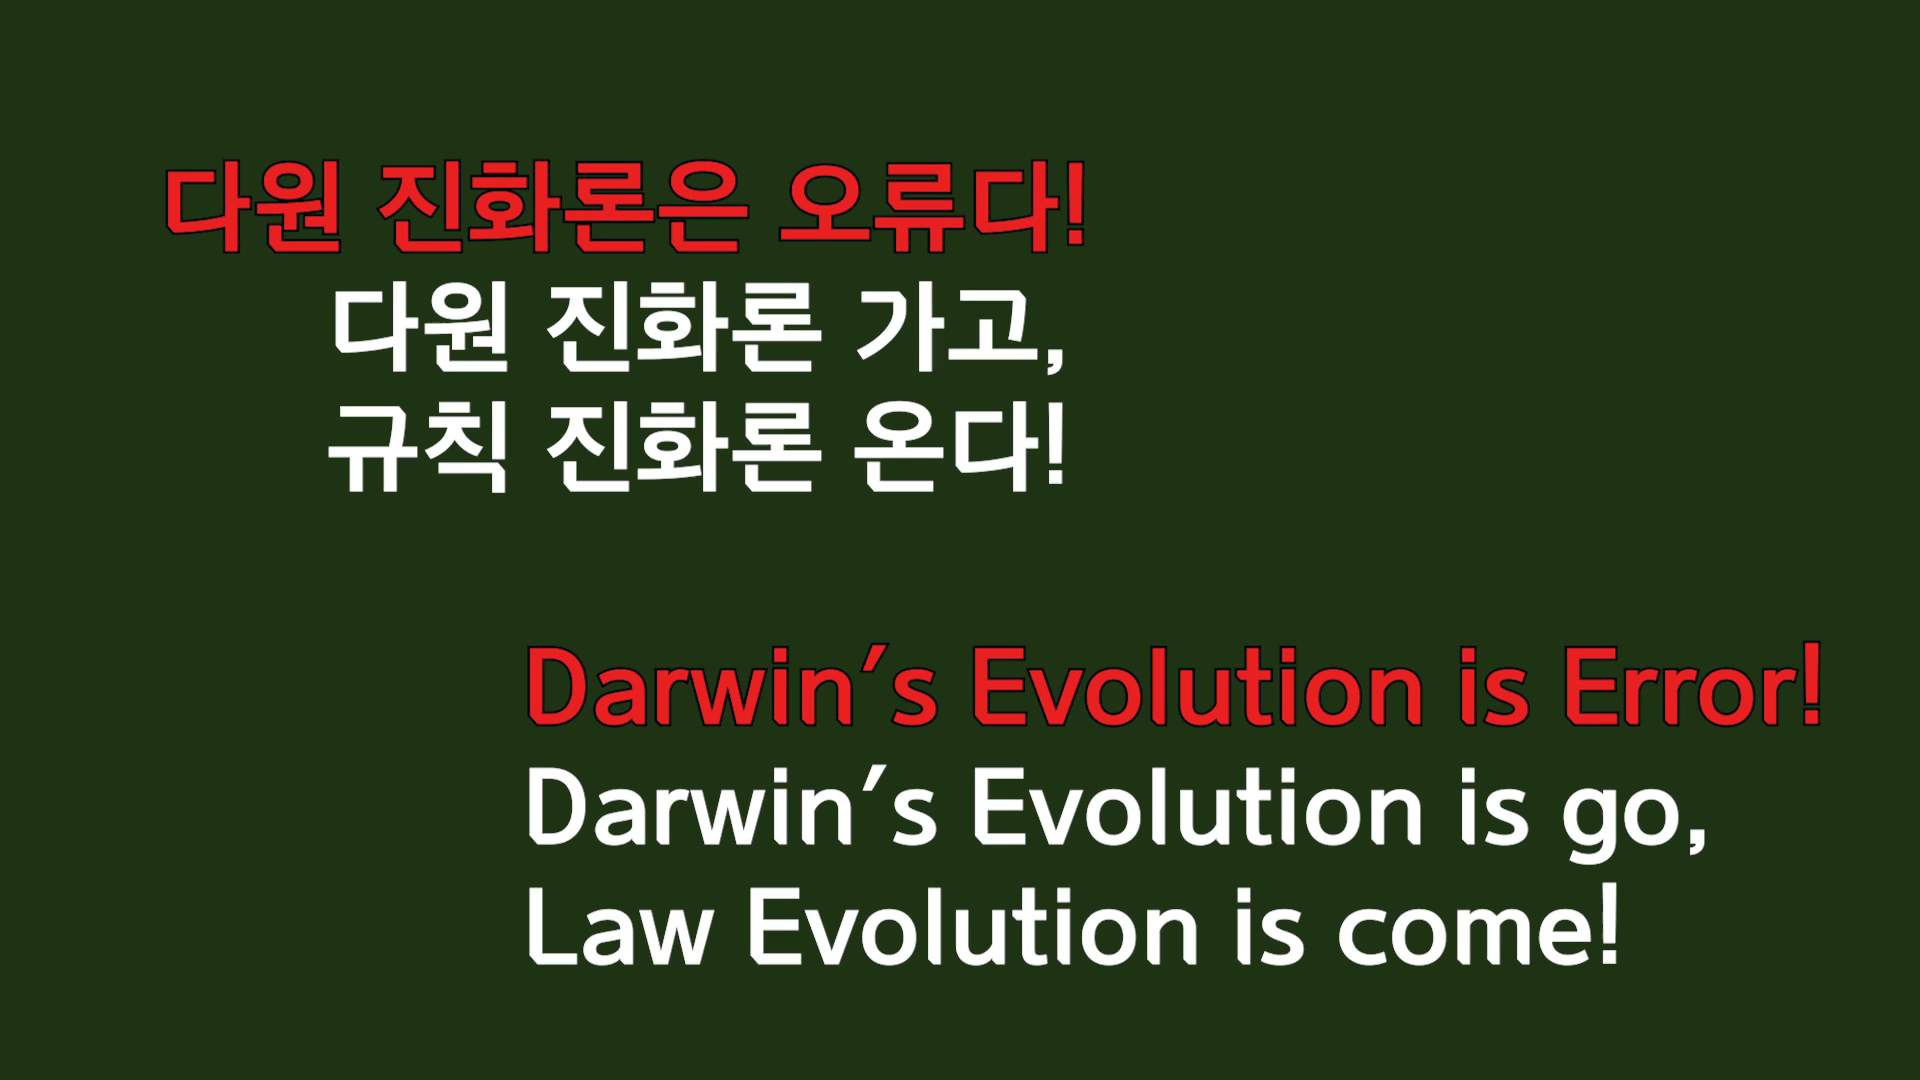 다윈 진화론은 오류다!
다윈 진화론 가고,
규칙 진화론 온다!
Darwin's Evolution is Error!
Darwin's Evolution is go,
Law Evolution is come!